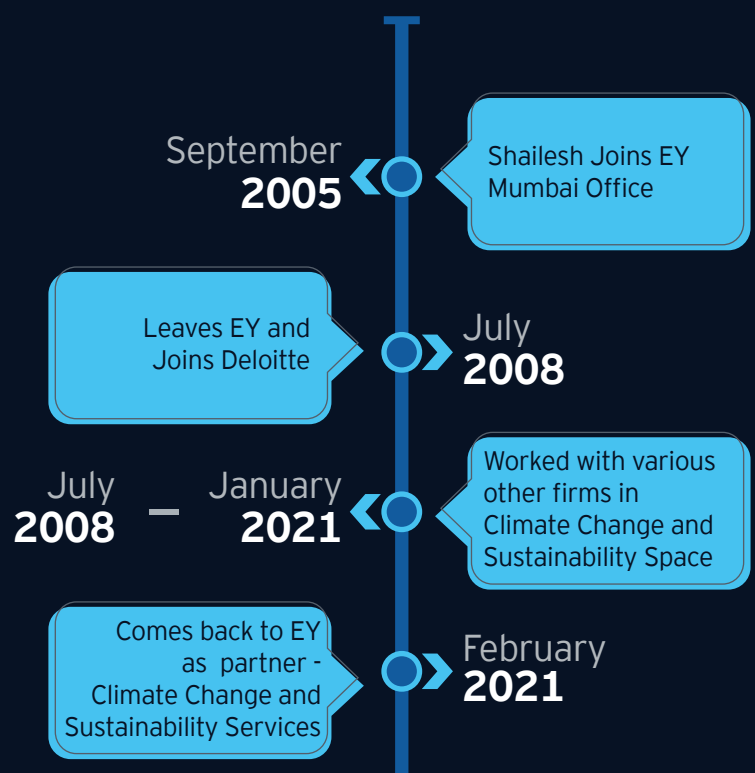 September
2005
Shailesh Joins EY
Mumbai Office
Leaves EY and
Joins Deloitte
July
2008
July
2008
–
January
2021
Worked with various
other firms in
Climate Change and
Sustainability Space
Comes back to EY
as partner -
Climate Change and
Sustainability Services
February
2021